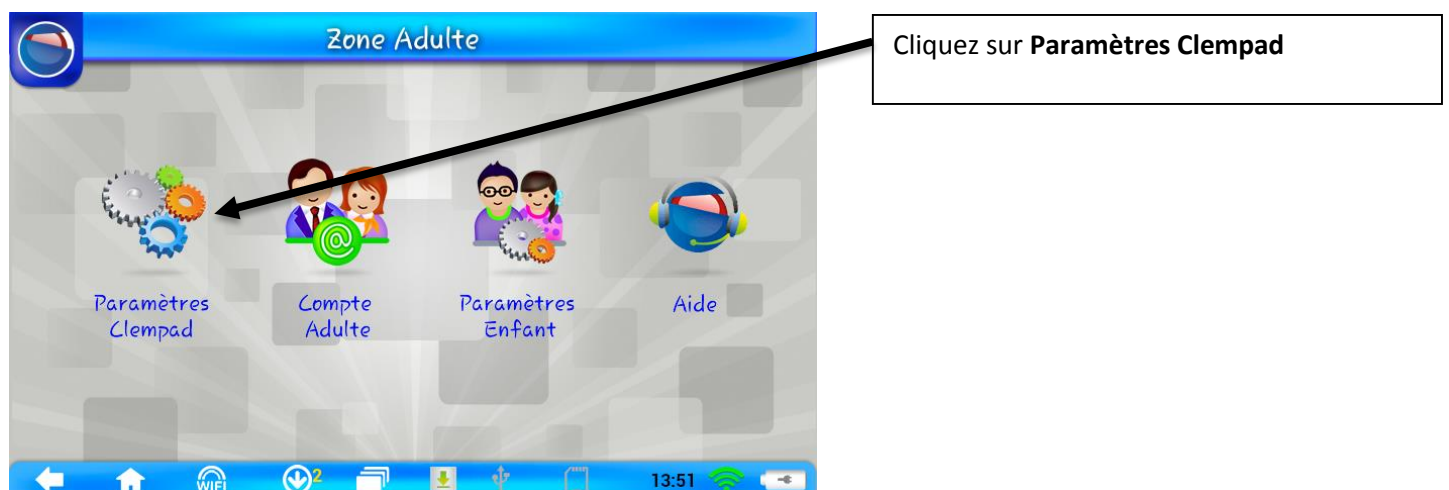 Zone Adulte
Cliquez sur Paramètres Clempad
Paramètres
Clempad
Compte
Adulte
Paramètres
Enfant
Aide
@
WIFI
2
13:51